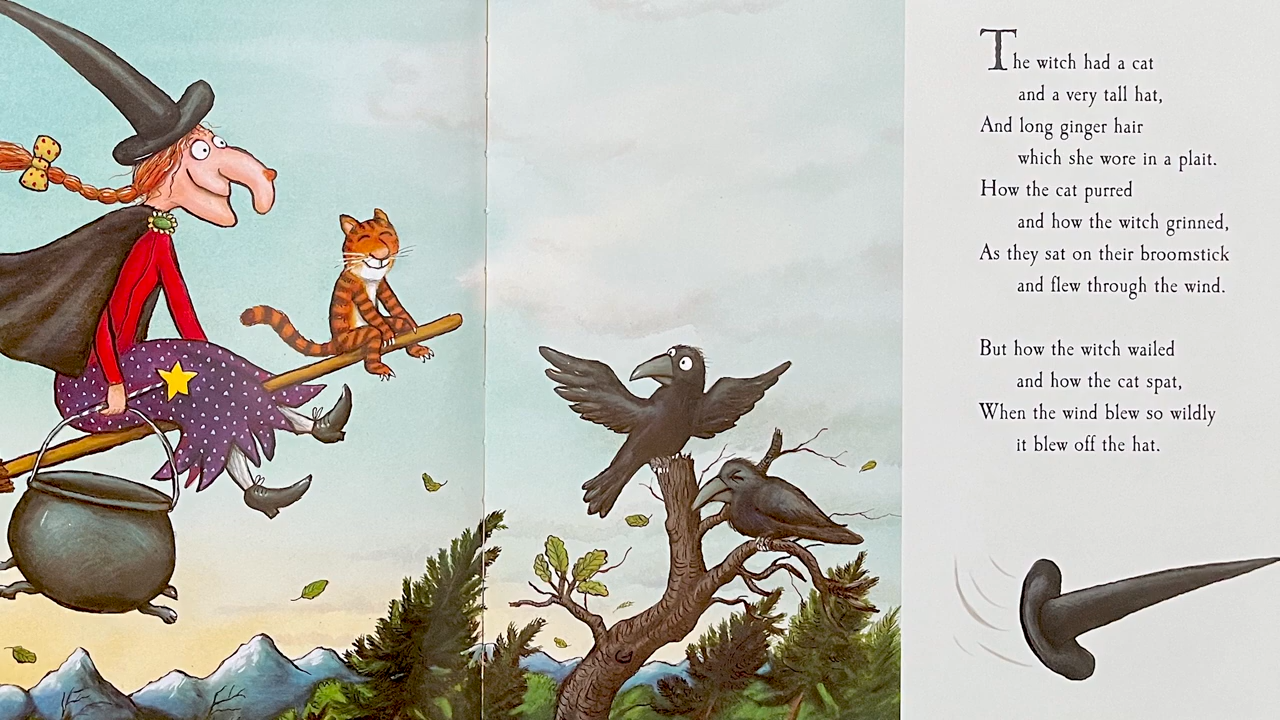 The witch had a cat
and a very tall hat,
And long ginger hair
which she wore in a plait.
How the cat purred
and how the witch grinned,
As they sat on their broomstick
and flew through the wind.
But how the witch wailed
and how the cat spat,
When the wind blew so wildly
it blew off the hat.